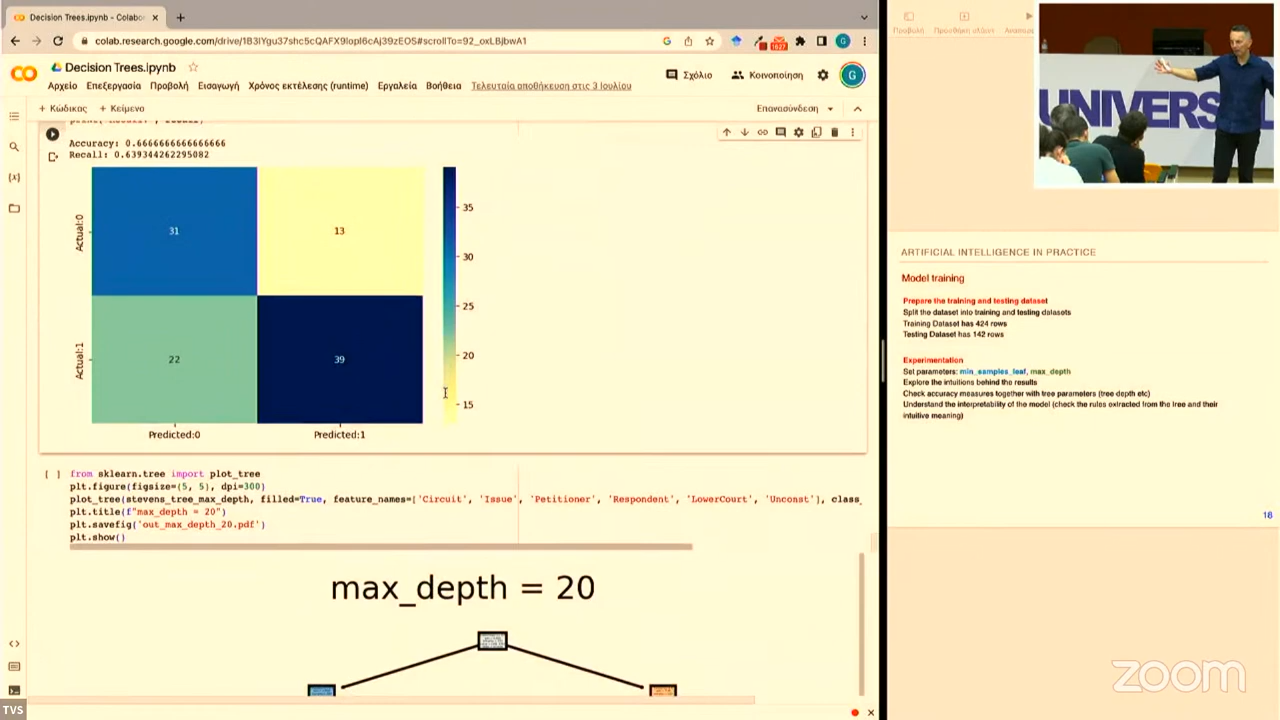 Decision Trees.ipynb - Colabor
colab.research.google.com/drive/1B3lYgu37shc5cQAFX9lopl6cAj39zEOS#scrollTo=92_oxLBjbwA1
1027
G
Decision Trees.ipynb
Σχόλιο
Κοινοποίηση
G
Αρχείο Επεξεργασία Προβολή Εισαγωγή Χρόνος εκτέλεσης (runtime) Εργαλεία Βοήθεια Τελευταία αποθήκευση στις 3 Ιουλίου
+ Κώδικας + Κείμενο
Επανασύνδεση
Accuracy: 0.6666666666666666
Recall: 0.639344262295082
Actual:0
31
13
Actual:1
22
39
Predicted:0
Predicted:1
35
30
25
20
15
[ ] from sklearn.tree import plot_tree
plt.figure(figsize=(5, 5), dpi=300)
plot_tree(stevens_tree_max_depth, filled=True, feature_names=['Circuit', 'Issue', 'Petitioner', 'Respondent', 'LowerCourt', 'Unconst'], class_
plt.title(f"max_depth = 20")
plt.savefig('out_max_depth_20.pdf')
plt.show()
max_depth = 20
TVS
Προβολή Προσθήκη
UNIVERS
ARTIFICIAL INTELLIGENCE IN PRACTICE
Model training
Prepare the training and testing dataset
Split the dataset into training and testing datasets
Training Dataset has 424 rows
Testing Dataset has 142 rows
Experimentation
Set parameters: min_samples_leaf, max_depth
Explore the intuitions behind the results
Check accuracy measures together with tree parameters (tree depth etc)
Understand the interpretability of the model (check the rules extracted from the tree and their
intuitive meaning)
18
zoom